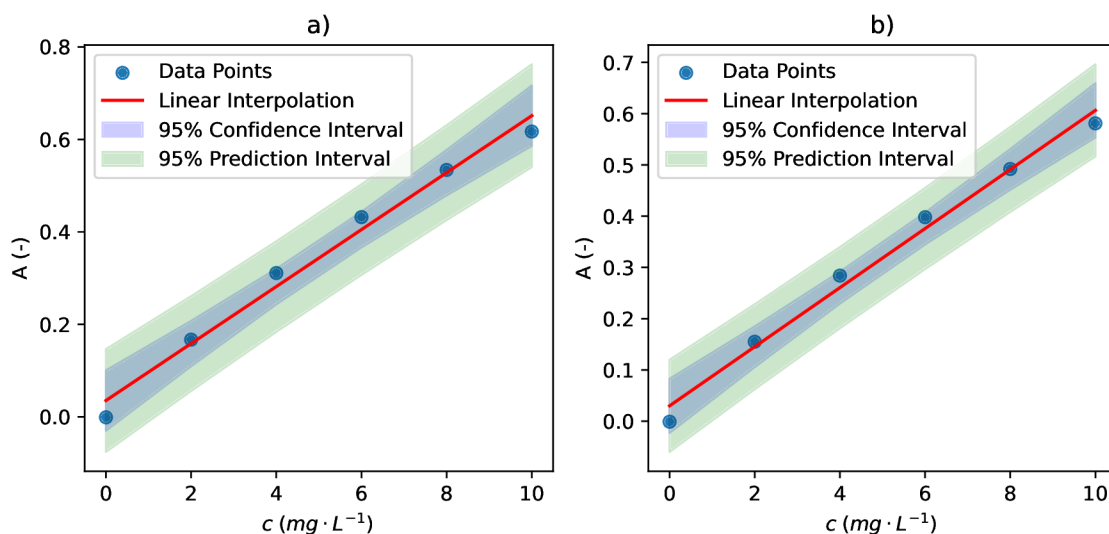 a)
0.8
0.6
0.4
0.2
0.0
A (-)
Data Points
Linear Interpolation
95% Confidence Interval
95% Prediction Interval
0 2 4 6 8 10
c (mg · L⁻¹)
b)
0.7
0.6
0.5
0.4
0.3
0.2
0.1
0.0
A (-)
Data Points
Linear Interpolation
95% Confidence Interval
95% Prediction Interval
0 2 4 6 8 10
c (mg · L⁻¹)